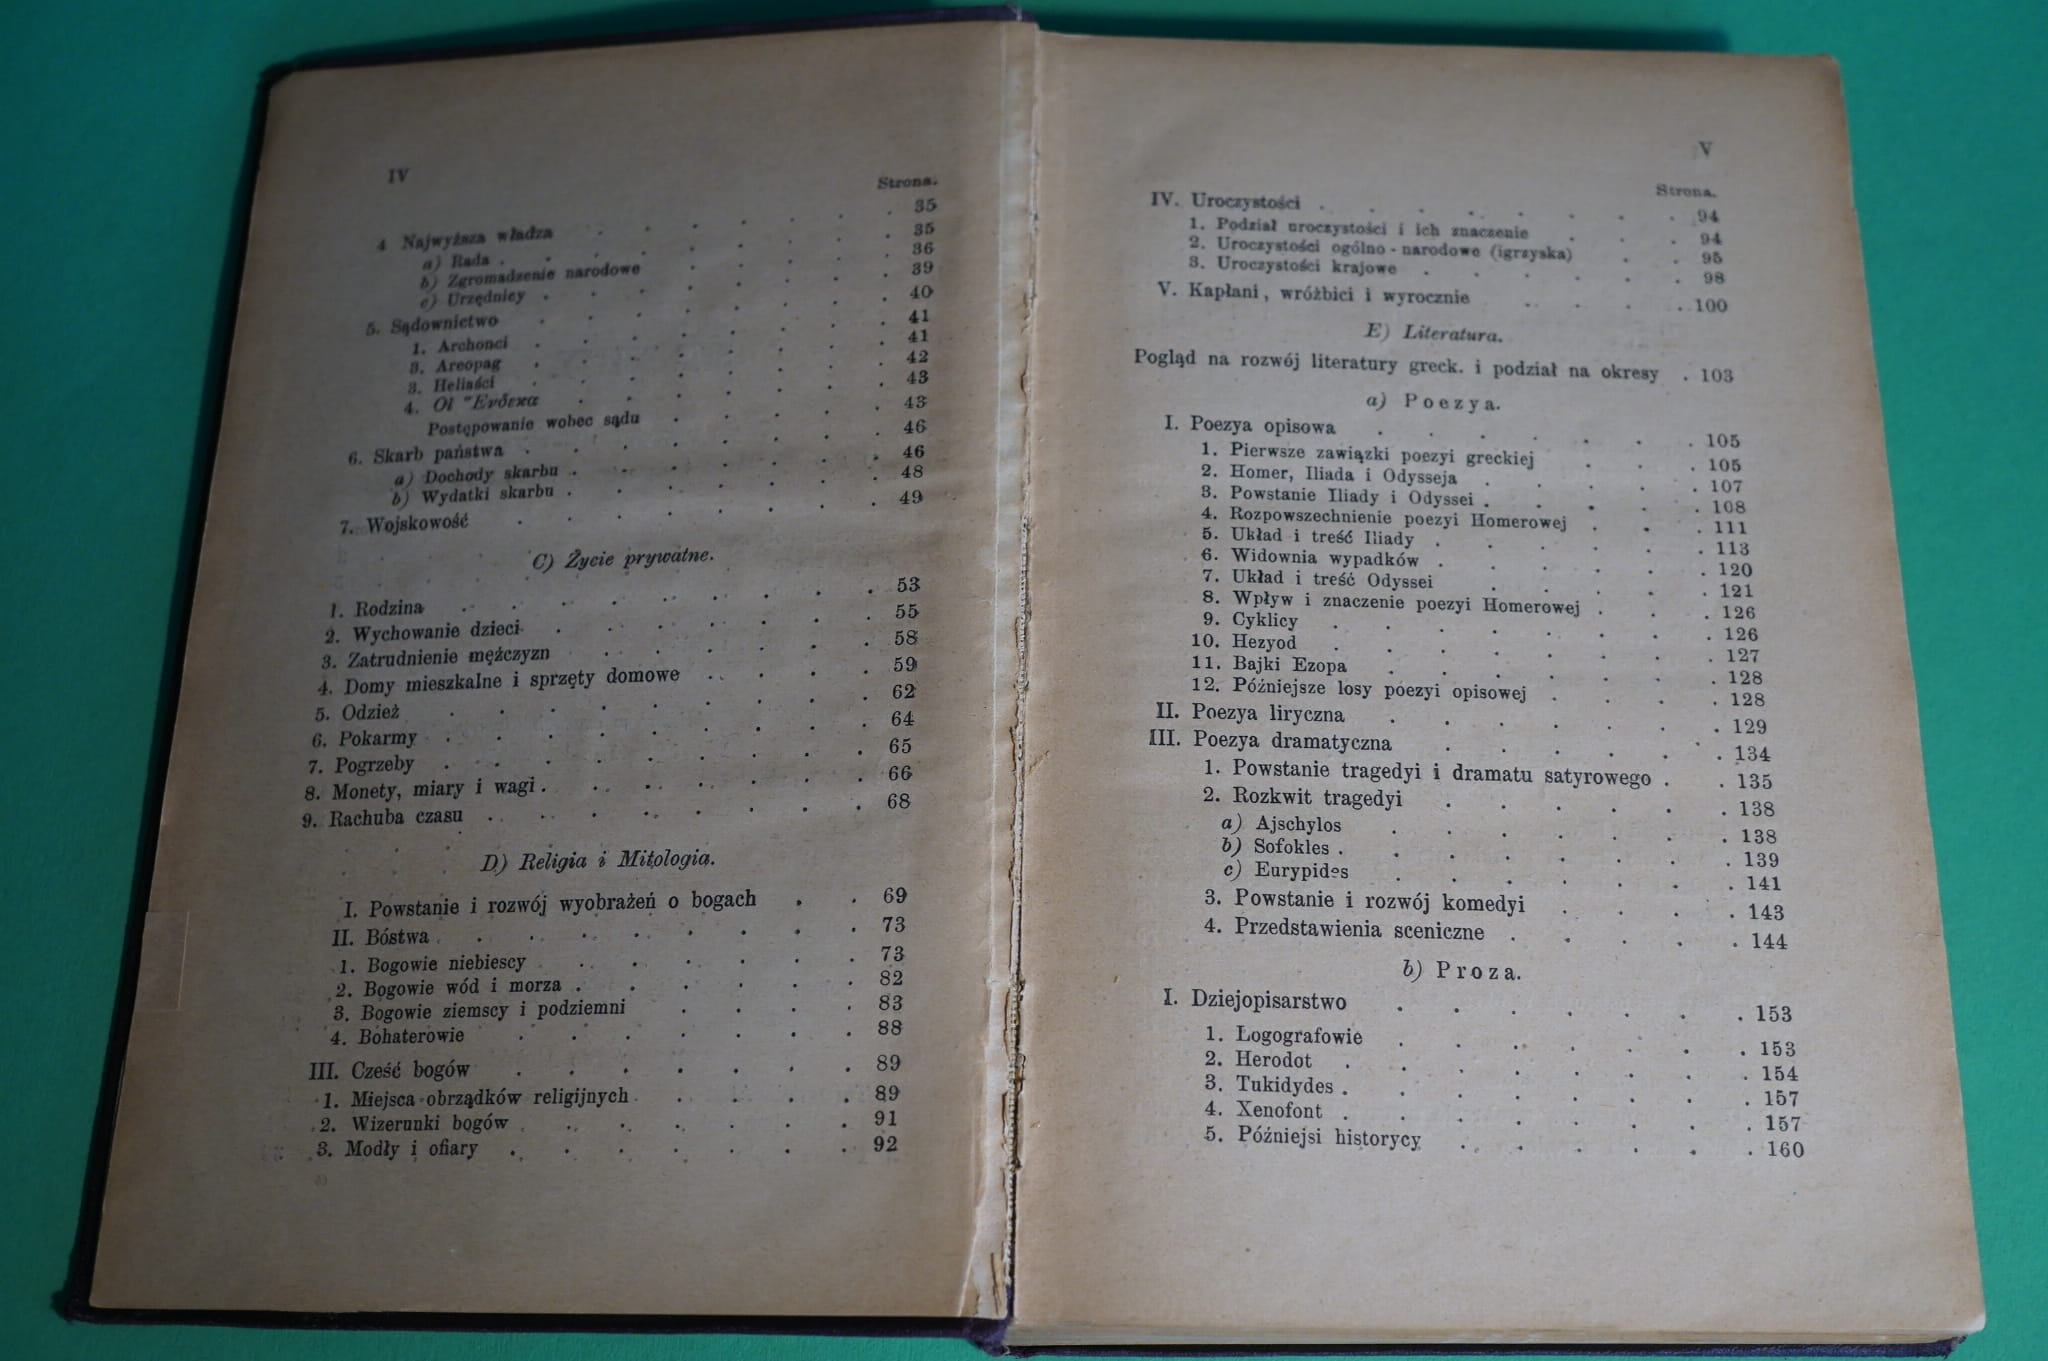 IV
Strona.
4 Najwyższa władza . . . . . . . 35
a) Rada . . . . . . . . 35
b) Zgromadzenie narodowe . . . . . 36
c) Urzędnicy . . . . . . . 39
5. Sądownictwo . . . . . . . 40
1. Archonci . . . . . . . 41
2. Areopag . . . . . . . 41
3. Heliaści . . . . . . . 42
4. Οἱ Ἕνδεκα . . . . . . . 43
Postępowanie wobec sądu . . . . . 43
6. Skarb państwa . . . . . . . 46
a) Dochody skarbu . . . . . . . 46
b) Wydatki skarbu . . . . . . . 48
7. Wojskowość . . . . . . . 49
C) Życie prywatne.
1. Rodzina . . . . . . . . 53
2. Wychowanie dzieci . . . . . . . 55
3. Zatrudnienie mężczyzn . . . . . . 58
4. Domy mieszkalne i sprzęty domowe . . . . 59
5. Odzież . . . . . . . . 62
6. Pokarmy . . . . . . . . 64
7. Pogrzeby . . . . . . . . 65
8. Monety, miary i wagi . . . . . . . 66
9. Rachuba czasu . . . . . . . 68
D) Religia i Mitologia.
I. Powstanie i rozwój wyobrażeń o bogach . . 69
II. Bóstwa . . . . . . . . 73
1. Bogowie niebiescy . . . . . . 73
2. Bogowie wód i morza . . . . . . 82
3. Bogowie ziemscy i podziemni . . . . 83
4. Bohaterowie . . . . . . . 88
III. Cześć bogów . . . . . . . 89
1. Miejsca obrządków religijnych . . . . 89
2. Wizerunki bogów . . . . . . 91
3. Modły i ofiary . . . . . . . 92
V
Strona.
IV. Uroczystości . . . . . . . . 94
1. Podział uroczystości i ich znaczenie . . . 94
2. Uroczystości ogólno-narodowe (igrzyska) . . 95
3. Uroczystości krajowe . . . . . . 98
V. Kapłani, wróżbici i wyrocznie . . . . 100
E) Literatura.
Pogląd na rozwój literatury greck. i podział na okresy . 103
a) Poezya.
I. Poezya opisowa . . . . . . . 105
1. Pierwsze zawiązki poezyi greckiej . . . 105
2. Homer, Iliada i Odysseja . . . . . 107
3. Powstanie Iliady i Odyssei . . . . . 108
4. Rozpowszechnienie poezyi Homerowej . . . 111
5. Układ i treść Iliady . . . . . . 113
6. Widownia wypadków . . . . . . 120
7. Układ i treść Odyssei . . . . . 121
8. Wpływ i znaczenie poezyi Homerowej . . . 126
9. Cyklicy . . . . . . . . 126
10. Hezyod . . . . . . . . 127
11. Bajki Ezopa . . . . . . . 128
12. Późniejsze losy poezyi opisowej . . . . 128
II. Poezya liryczna . . . . . . . 129
III. Poezya dramatyczna . . . . . . 134
1. Powstanie tragedyi i dramatu satyrowego . . 135
2. Rozkwit tragedyi . . . . . . 138
a) Ajschylos . . . . . . . 138
b) Sofokles . . . . . . . . 139
c) Eurypides . . . . . . . 141
3. Powstanie i rozwój komedyi . . . . 143
4. Przedstawienia sceniczne . . . . . 144
b) Proza.
I. Dziejopisarstwo . . . . . . . 153
1. Logografowie . . . . . . . 153
2. Herodot . . . . . . . . 154
3. Tukidydes . . . . . . . . 157
4. Xenofont . . . . . . . . 157
5. Późniejsi historycy . . . . . . 160